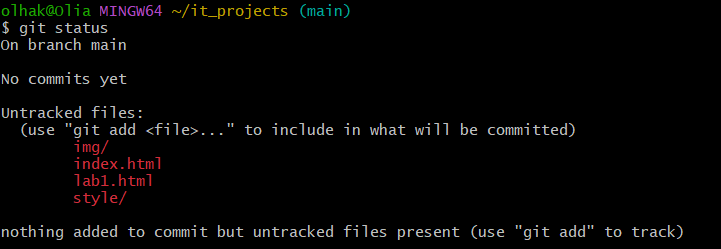 olhak@Olia MINGW64 ~/it_projects (main)
$ git status
On branch main
No commits yet
Untracked files:
(use "git add <file>..." to include in what will be committed)
img/
index.html
lab1.html
style/
nothing added to commit but untracked files present (use "git add" to track)